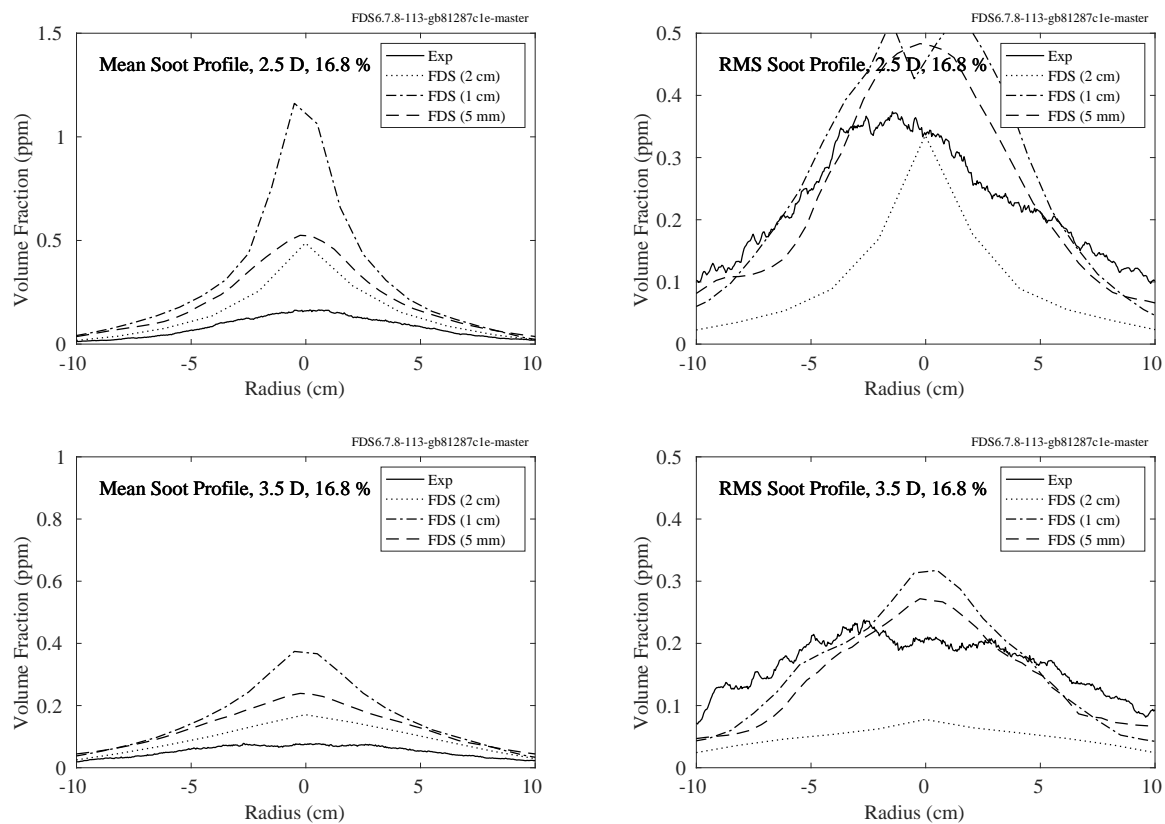 FDS6.7.8-113-gb81287c1e-master
Mean Soot Profile, 2.5 D, 16.8 %
Exp
FDS (2 cm)
FDS (1 cm)
FDS (5 mm)
1.5
1
0.5
0
Volume Fraction (ppm)
-10
-5
0
5
10
Radius (cm)
FDS6.7.8-113-gb81287c1e-master
RMS Soot Profile, 2.5 D, 16.8 %
Exp
FDS (2 cm)
FDS (1 cm)
FDS (5 mm)
0.5
0.4
0.3
0.2
0.1
0
Volume Fraction (ppm)
-10
-5
0
5
10
Radius (cm)
FDS6.7.8-113-gb81287c1e-master
Mean Soot Profile, 3.5 D, 16.8 %
Exp
FDS (2 cm)
FDS (1 cm)
FDS (5 mm)
1
0.8
0.6
0.4
0.2
0
Volume Fraction (ppm)
-10
-5
0
5
10
Radius (cm)
FDS6.7.8-113-gb81287c1e-master
RMS Soot Profile, 3.5 D, 16.8 %
Exp
FDS (2 cm)
FDS (1 cm)
FDS (5 mm)
0.5
0.4
0.3
0.2
0.1
0
Volume Fraction (ppm)
-10
-5
0
5
10
Radius (cm)